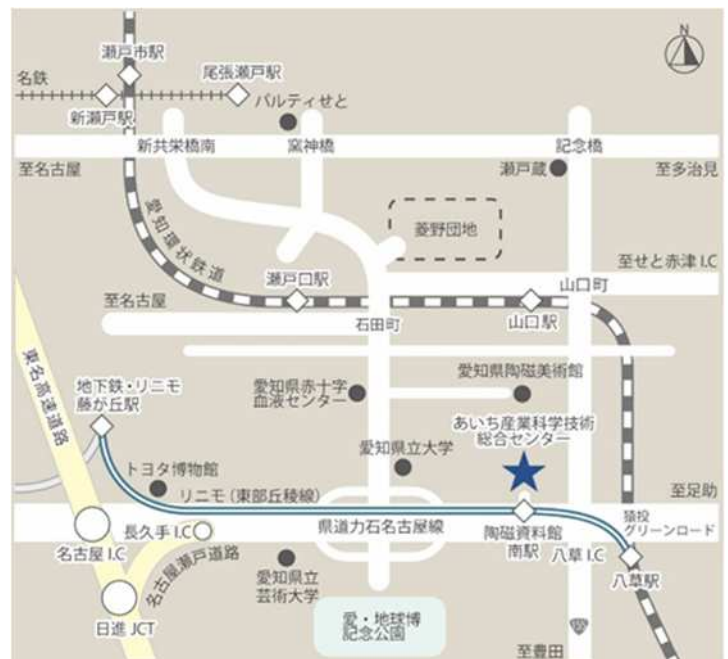 N
瀬戸市駅
名鉄
尾張瀬戸駅
新瀬戸駅
パルティせと
新共栄橋南
窯神橋
記念橋
至名古屋
瀬戸蔵
至多治見
愛知環状鉄道
菱野団地
瀬戸口駅
至せと赤津 I.C
山口町
至名古屋
石田町
山口駅
東名高速道路
地下鉄・リニモ
藤が丘駅
愛知県赤十字
血液センター
愛知県陶磁美術館
あいち産業科学技術
総合センター
愛知県立大学
トヨタ博物館
リニモ（東部丘稜線）
至足助
長久手 I.C
県道力石名古屋線
陶磁資料館
南駅
猿投
グリーンロード
名古屋 I.C
八草 I.C
八草駅
名古屋瀬戸道路
愛知県立
芸術大学
日進 JCT
愛・地球博
記念公園
至豊田